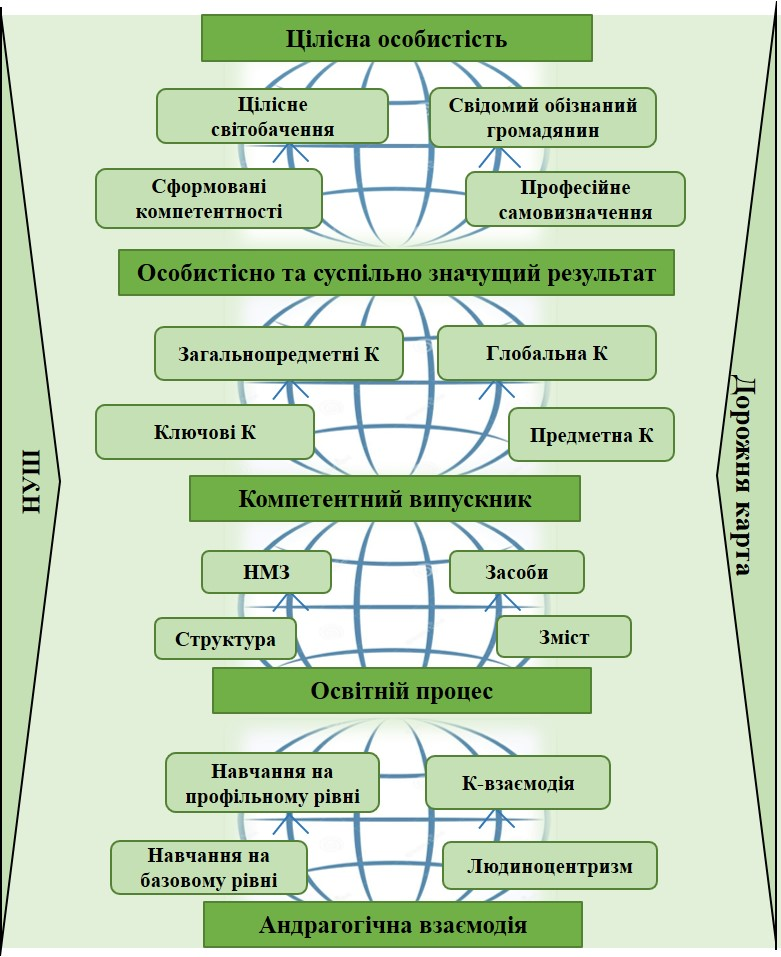 Цілісна особистість
Цілісне
світобачення
Свідомий обізнаний
громадянин
Сформовані
компетентності
Професійне
самовизначення
Особистісно та суспільно значущий результат
Загальнопредметні К
Глобальна К
Ключові К
Предметна К
Компетентний випускник
НМЗ
Засоби
Структура
Зміст
Освітній процес
Навчання на
профільному рівні
К-взаємодія
Навчання на
базовому рівні
Людиноцентризм
Андрагогічна взаємодія
НУШ
Дорожня карта